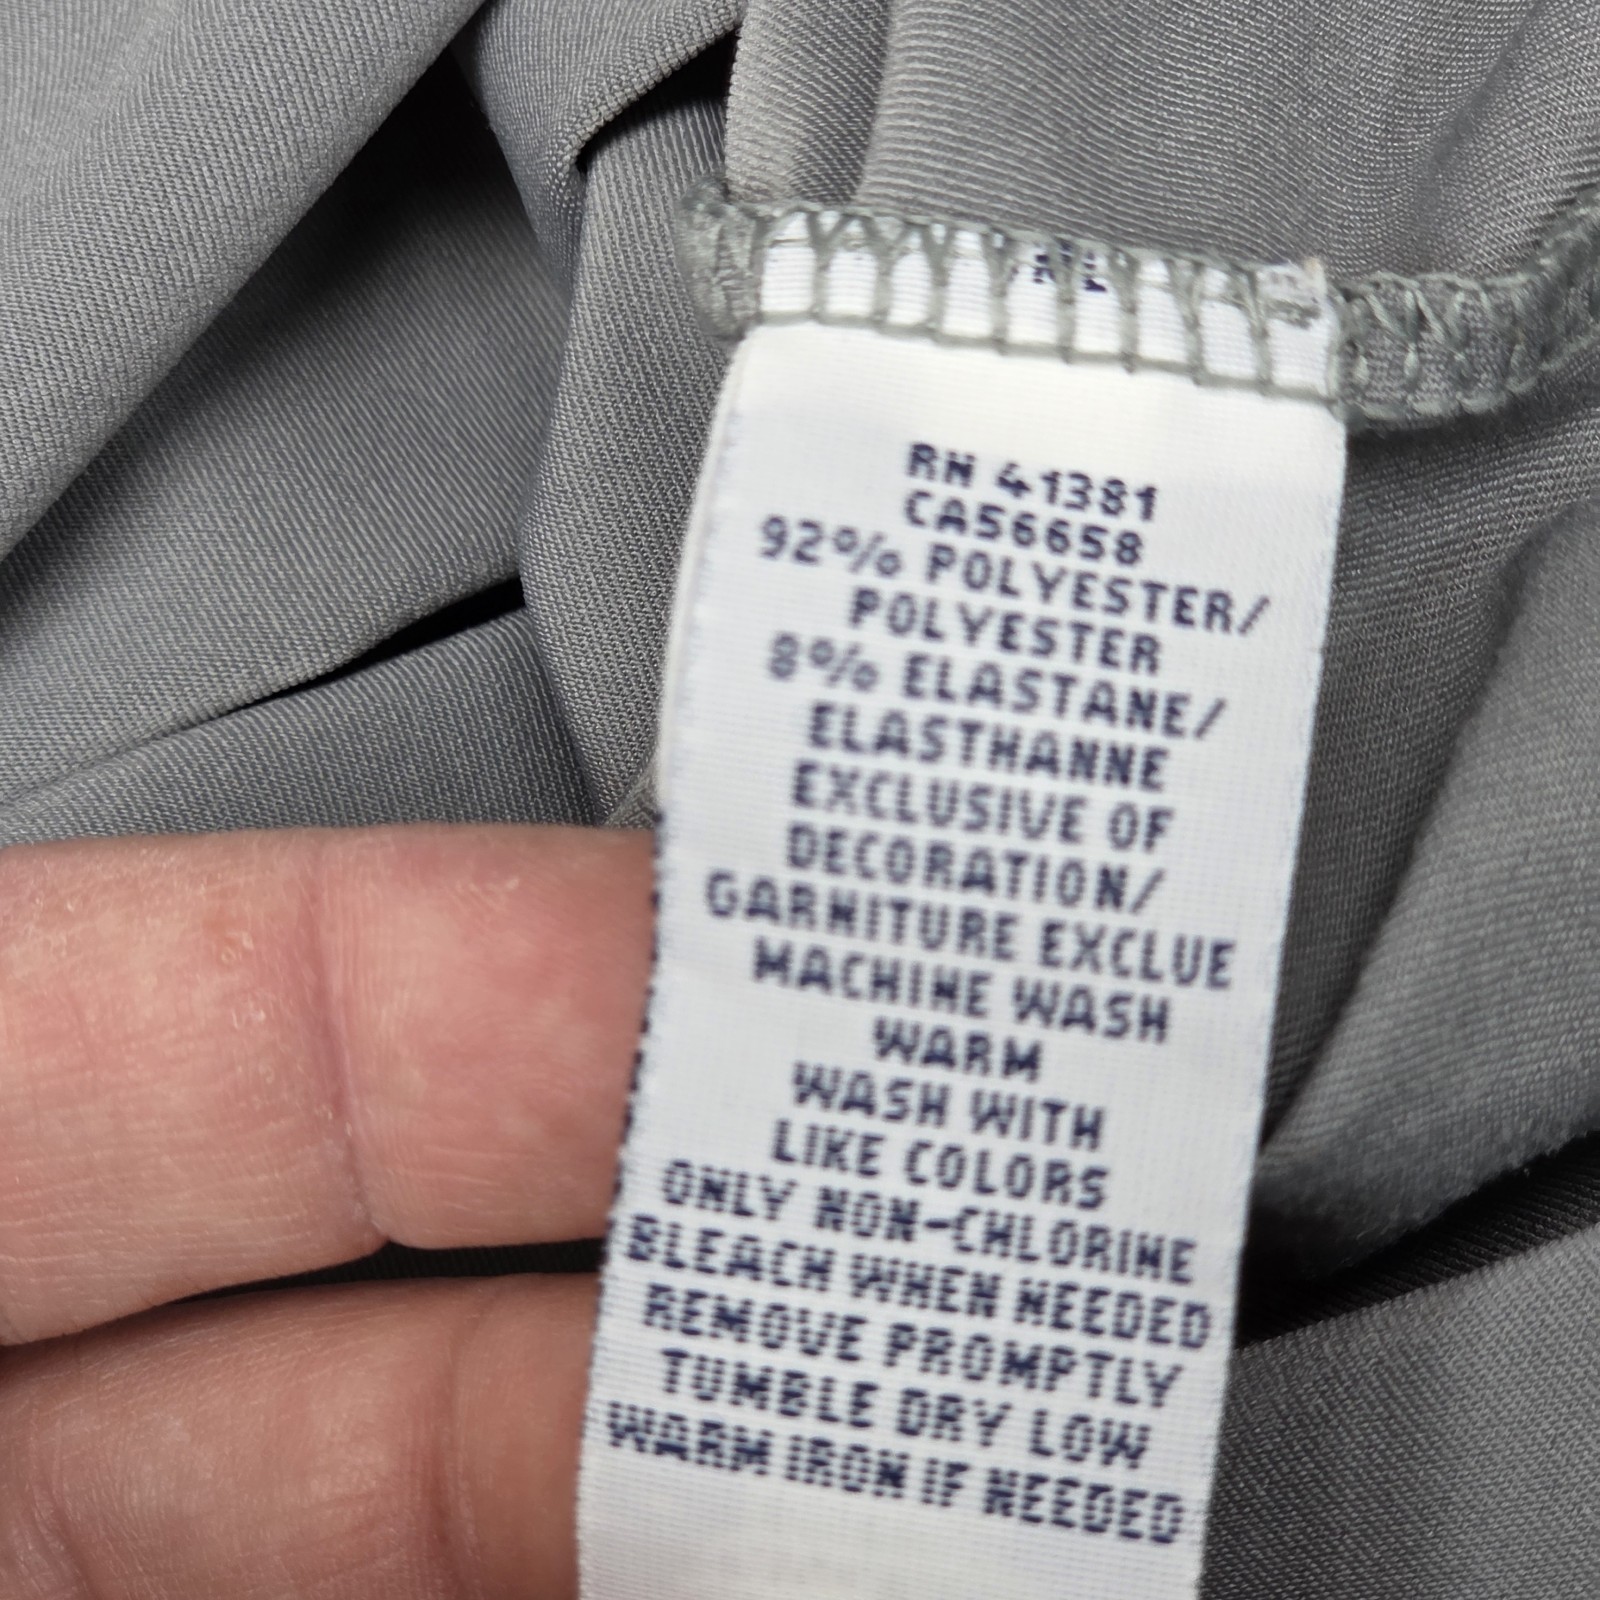 RN 41381
CA56658
92% POLYESTER/
POLYESTER
8% ELASTANE/
ELASTHANNE
EXCLUSIVE OF
DECORATION/
GARNITURE EXCLUE
MACHINE WASH
WARM
WASH WITH
LIKE COLORS
ONLY NON-CHLORINE
BLEACH WHEN NEEDED
REMOVE PROMPTLY
TUMBLE DRY LOW
WARM IRON IF NEEDED